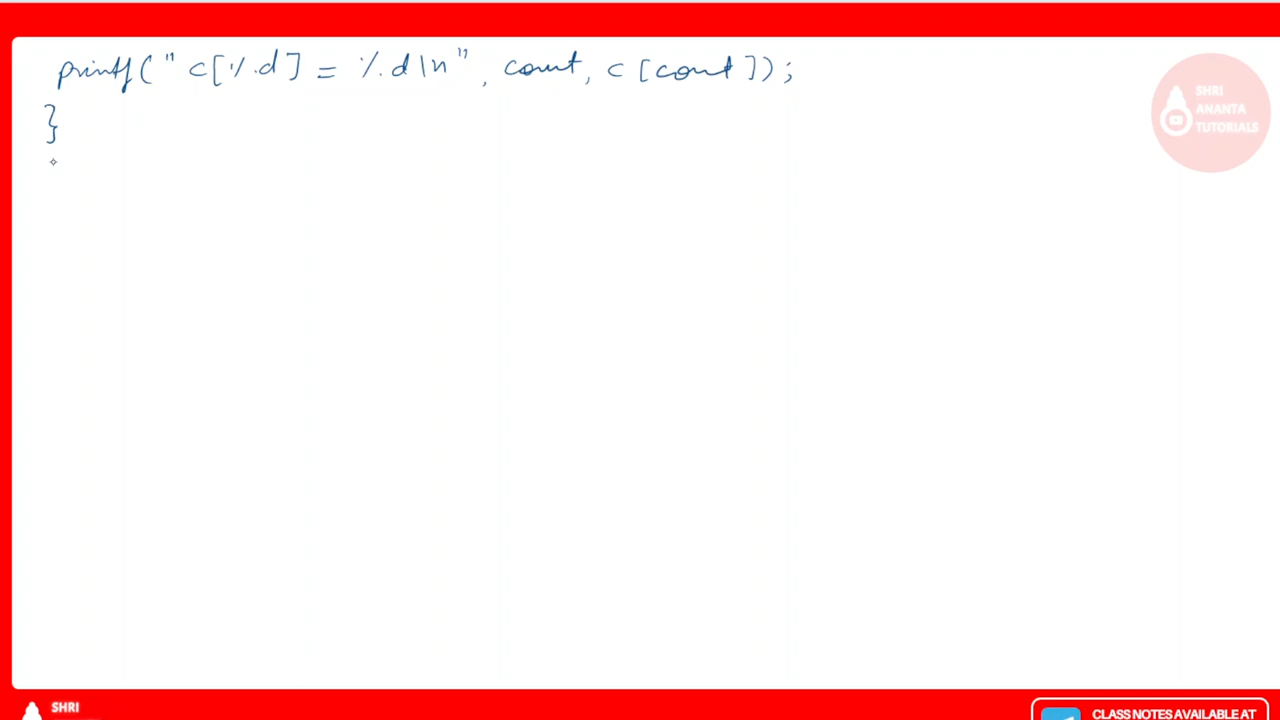 printf(" c[%d] = %d\n", count, c[count]);
}
SHRI
ANANTA
TUTORIALS
SHRI
CLASS NOTES AVAILABLE AT